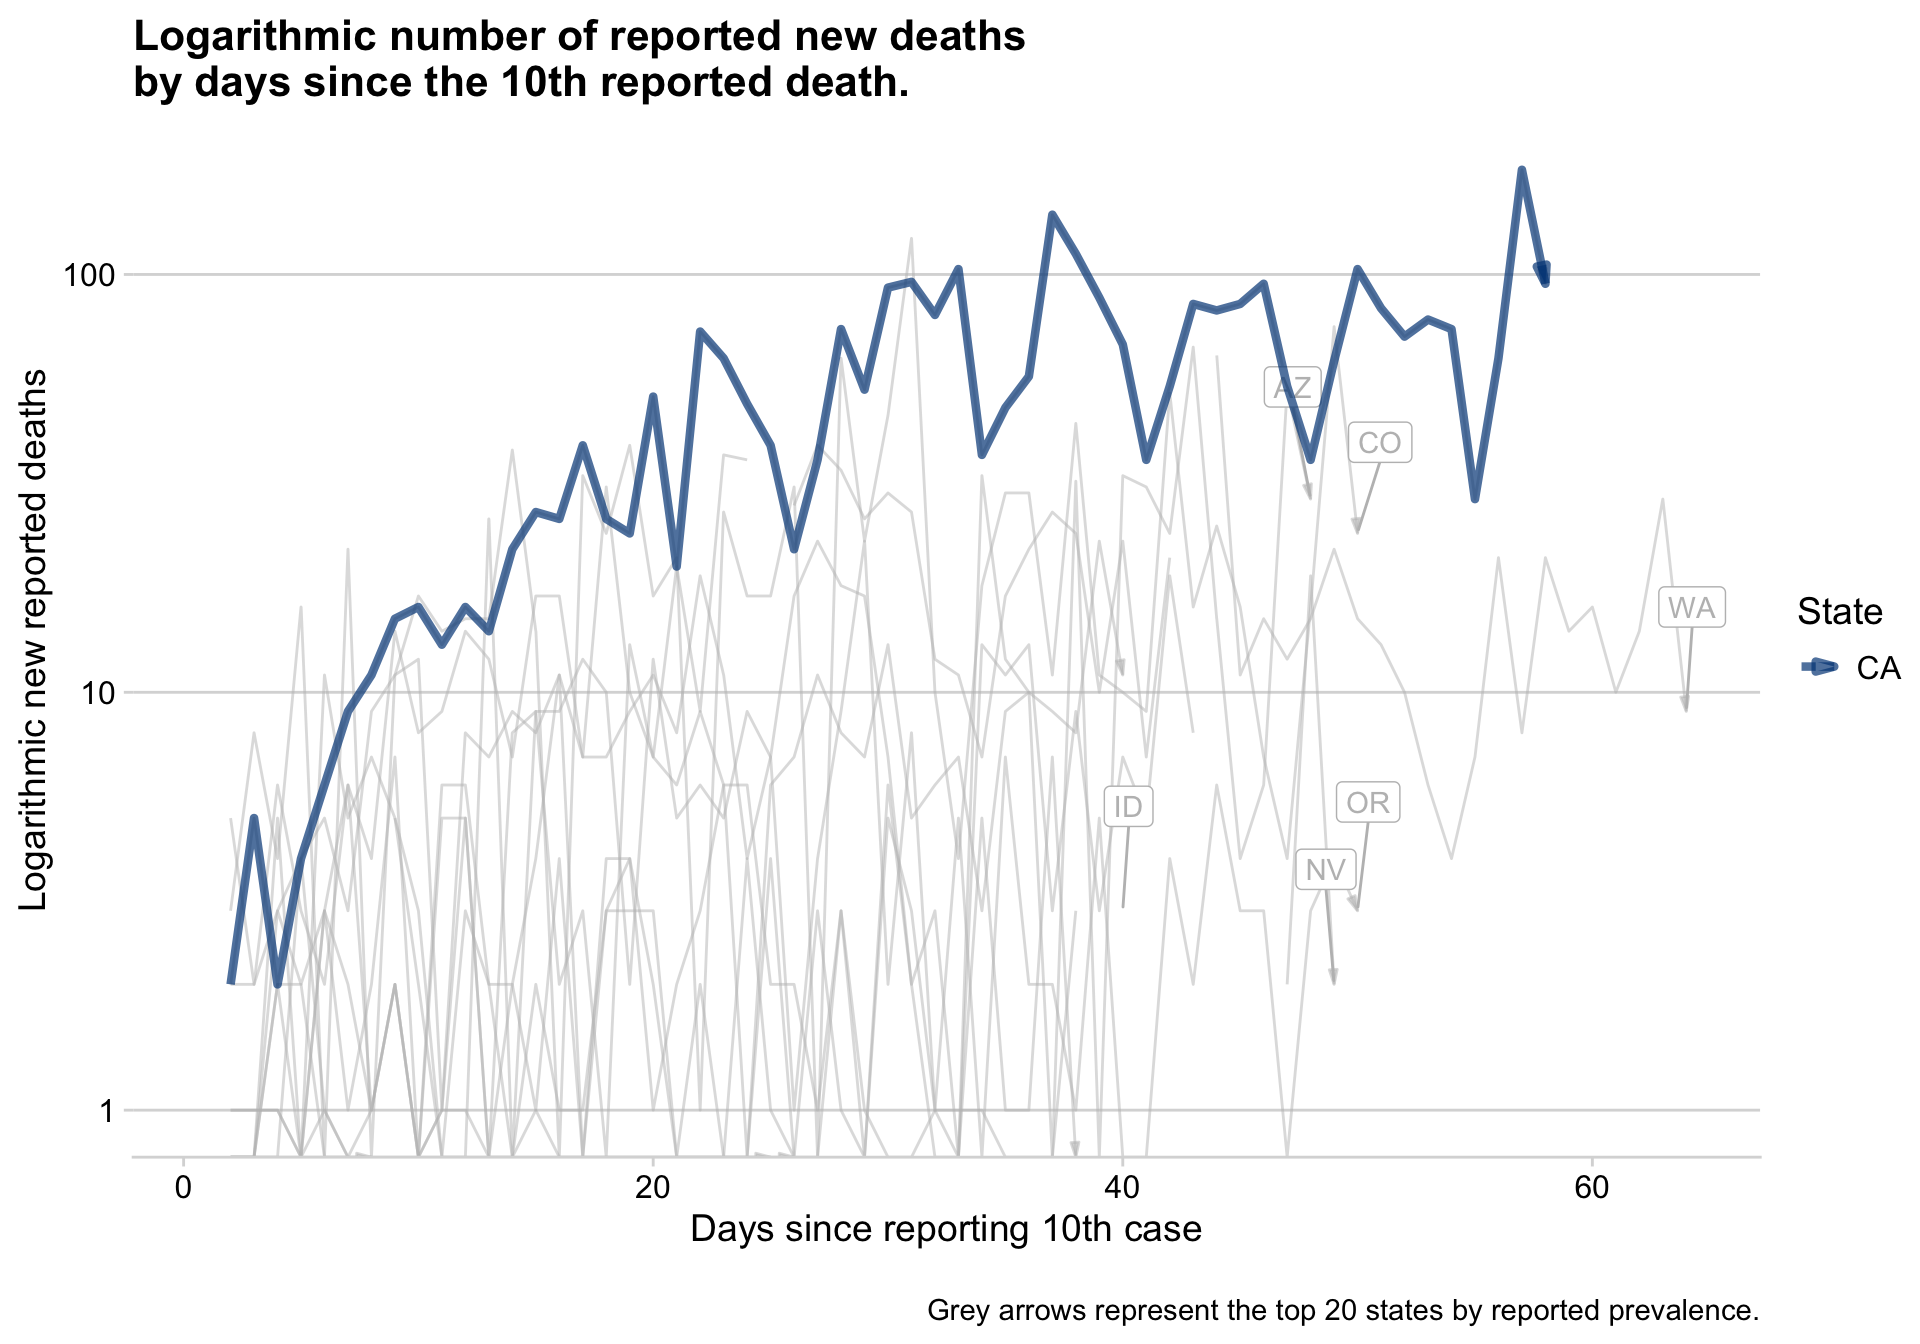 Logarithmic number of reported new deaths
by days since the 10th reported death.
Logarithmic new reported deaths
100
10
1
AZ
CO
WA
ID
OR
NV
State
CA
0 20 40 60
Days since reporting 10th case
Grey arrows represent the top 20 states by reported prevalence.